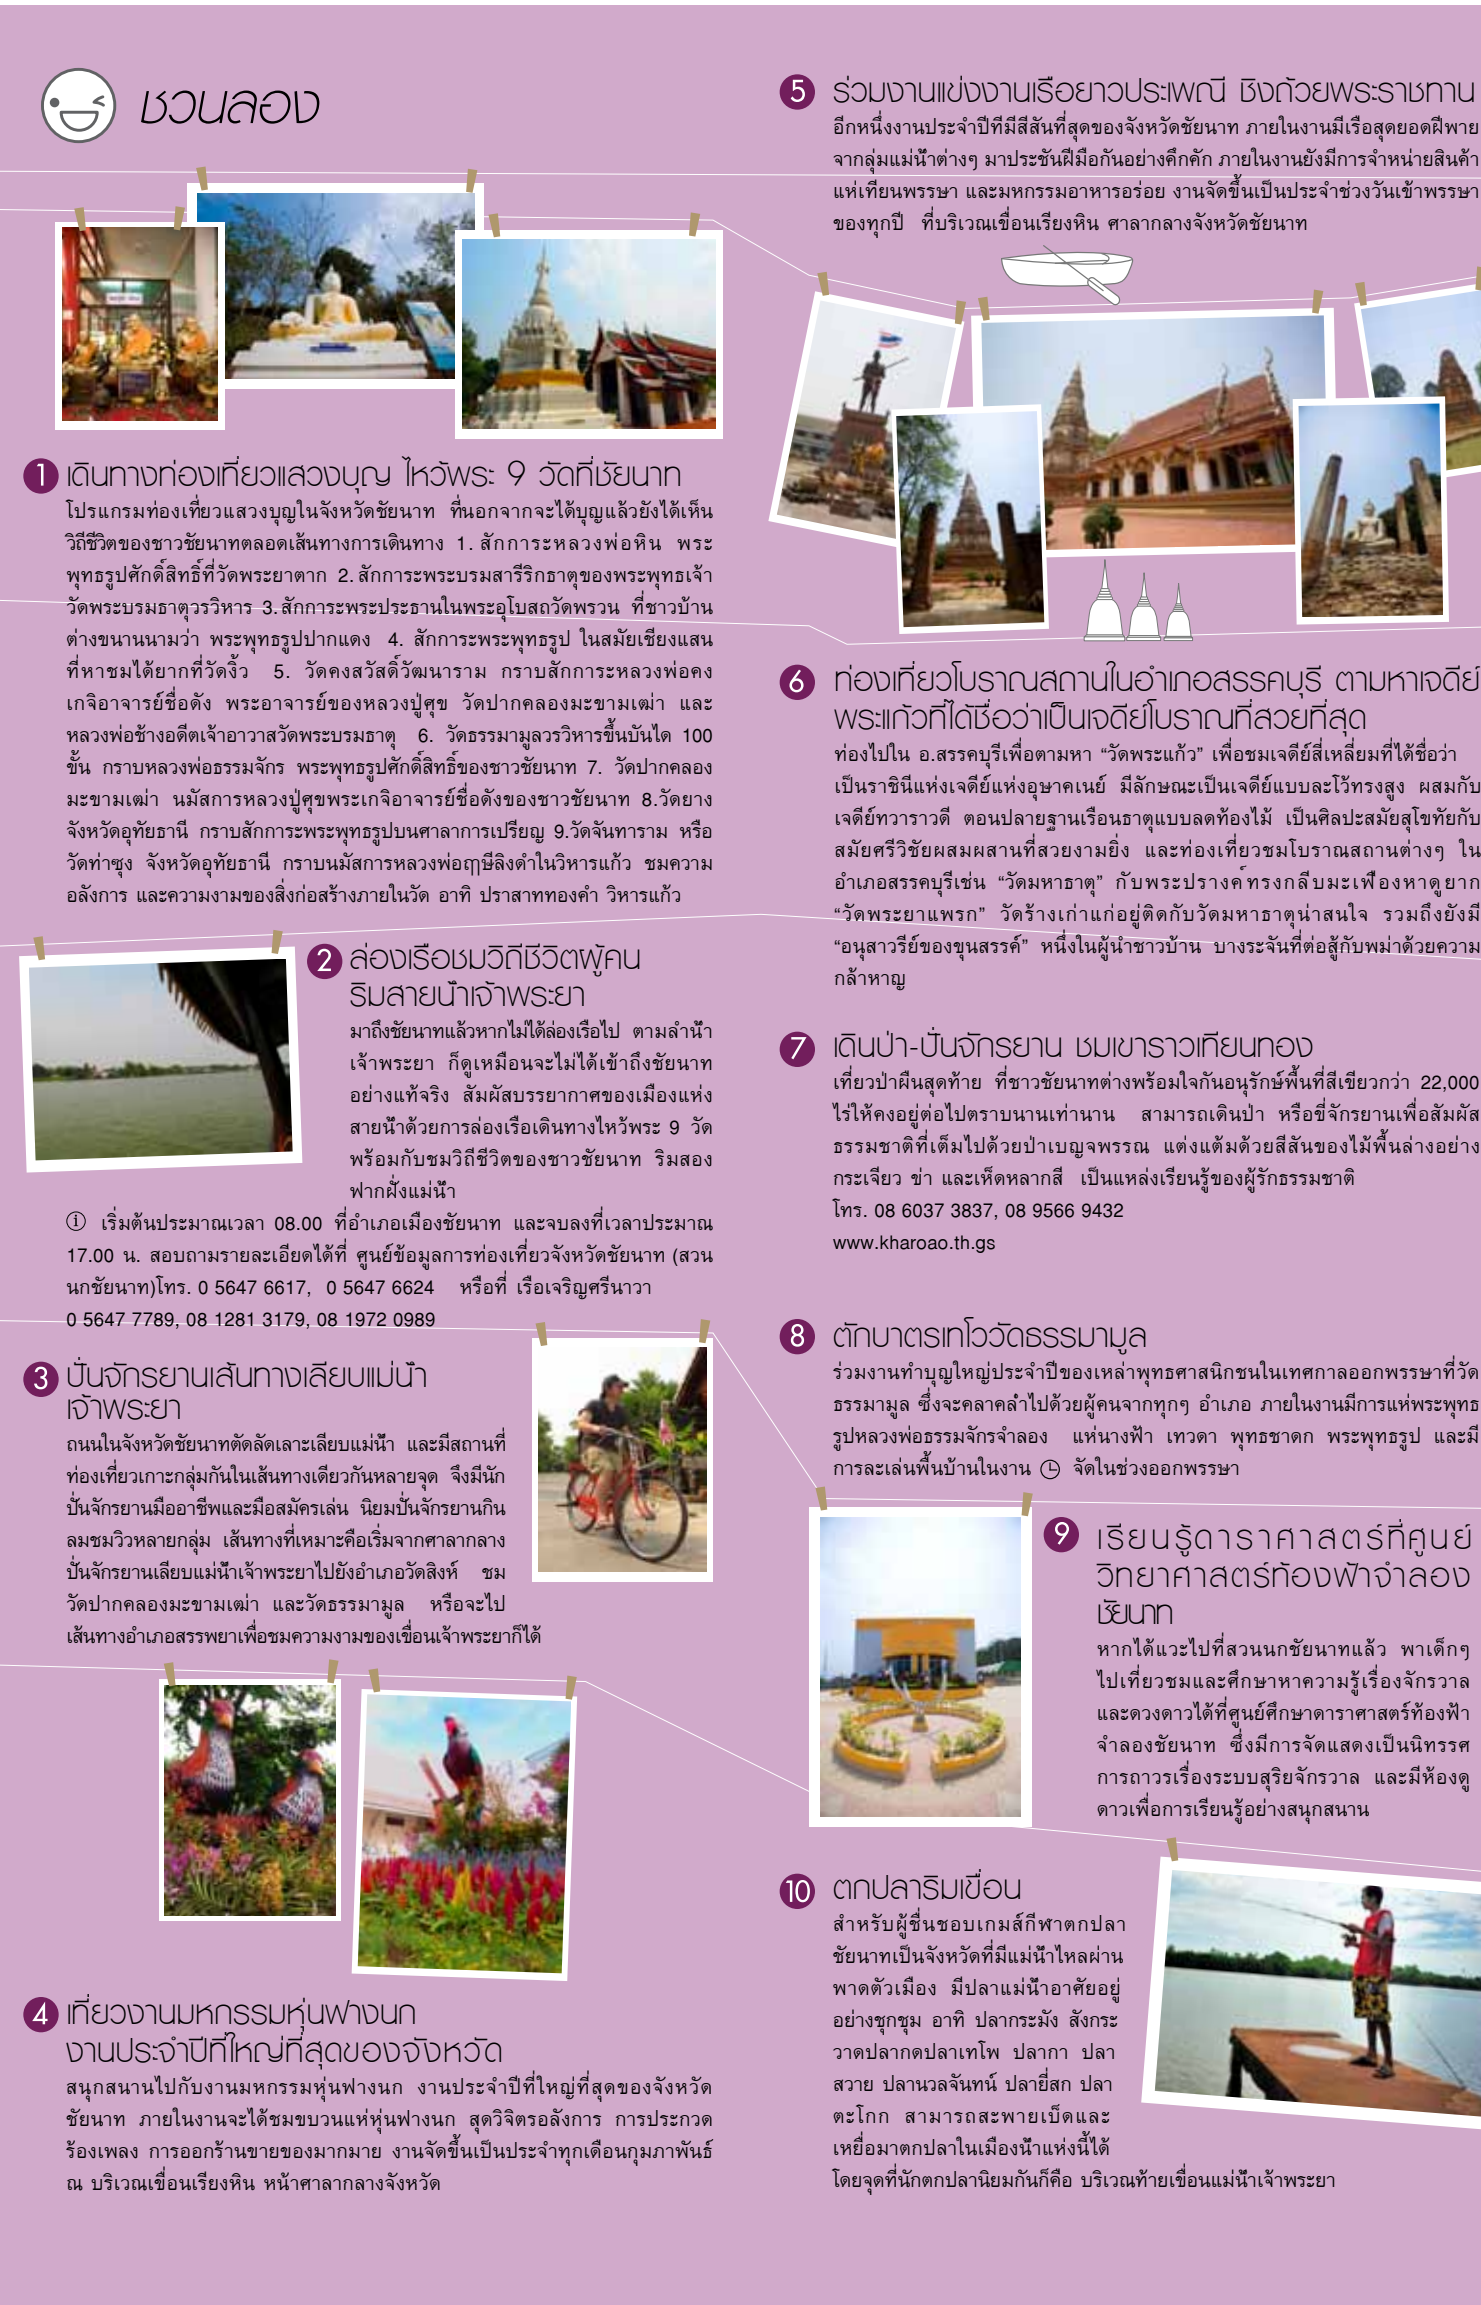 ชวนลอง
1 เดินทางท่องเที่ยวแสวงบุญ ไหว้พระ 9 วัดที่ชัยนาท
โปรแกรมท่องเที่ยวแสวงบุญในจังหวัดชัยนาท ที่นอกจากจะได้บุญแล้วยังได้เห็น
วิถีชีวิตของชาวชัยนาทตลอดเส้นทางการเดินทาง 1. สักการะหลวงพ่อหิน พระ
พุทธรูปศักดิ์สิทธิ์ที่วัดพระยาตาก 2. สักการะพระบรมสารีริกธาตุของพระพุทธเจ้า
วัดพระบรมธาตุวรวิหาร 3. สักการะพระประธานในพระอุโบสถวัดพรวน ที่ชาวบ้าน
ต่างขนานนามว่า พระพุทธรูปปากแดง 4. สักการะพระพุทธรูป ในสมัยเชียงแสน
ที่หาชมได้ยากที่วัดงิ้ว 5. วัดคงสวัสดิ์วัฒนาราม กราบสักการะหลวงพ่อคง
เกจิอาจารย์ชื่อดัง พระอาจารย์ของหลวงปู่ศุข วัดปากคลองมะขามเฒ่า และ
หลวงพ่อช้างอดีตเจ้าอาวาสวัดพระบรมธาตุ 6. วัดธรรมามูลวรวิหารขึ้นบันได 100
ขั้น กราบหลวงพ่อธรรมจักร พระพุทธรูปศักดิ์สิทธิ์ของชาวชัยนาท 7. วัดปากคลอง
มะขามเฒ่า นมัสการหลวงปู่ศุขพระเกจิอาจารย์ชื่อดังของชาวชัยนาท 8.วัดยาง
จังหวัดอุทัยธานี กราบสักการะพระพุทธรูปบนศาลาการเปรียญ 9.วัดจันทาราม หรือ
วัดท่าซุง จังหวัดอุทัยธานี กราบนมัสการหลวงพ่อฤๅษีลิงดำในวิหารแก้ว ชมความ
อลังการ และความงามของสิ่งก่อสร้างภายในวัด อาทิ ปราสาททองคำ วิหารแก้ว
2 ล่องเรือชมวิถีชีวิตผู้คน
ริมสายน้ำเจ้าพระยา
มาถึงชัยนาทแล้วหากไม่ได้ล่องเรือไป ตามลำน้ำ
เจ้าพระยา ก็ดูเหมือนจะไม่ได้เข้าถึงชัยนาท
อย่างแท้จริง สัมผัสบรรยากาศของเมืองแห่ง
สายน้ำด้วยการล่องเรือเดินทางไหว้พระ 9 วัด
พร้อมกับชมวิถีชีวิตของชาวชัยนาท ริมสอง
ฟากฝั่งแม่น้ำ
เริ่มต้นประมาณเวลา 08.00 ที่อำเภอเมืองชัยนาท และจบลงที่เวลาประมาณ
17.00 น. สอบถามรายละเอียดได้ที่ ศูนย์ข้อมูลการท่องเที่ยวจังหวัดชัยนาท (สวน
นกชัยนาท)โทร. 0 5647 6617, 0 5647 6624 หรือที่ เรือเจริญศรีนาวา
0 5647 7789, 08 1281 3179, 08 1972 0989
3 ปั่นจักรยานเส้นทางเลียบแม่น้ำ
เจ้าพระยา
ถนนในจังหวัดชัยนาทตัดลัดเลาะเลียบแม่น้ำ และมีสถานที่
ท่องเที่ยวเกาะกลุ่มกันในเส้นทางเดียวกันหลายจุด จึงมีนัก
ปั่นจักรยานมืออาชีพและมือสมัครเล่น นิยมปั่นจักรยานกิน
ลมชมวิวหลายกลุ่ม เส้นทางที่เหมาะคือเริ่มจากศาลากลาง
ปั่นจักรยานเลียบแม่น้ำเจ้าพระยาไปยังอำเภอวัดสิงห์ ชม
วัดปากคลองมะขามเฒ่า และวัดธรรมามูล หรือจะไป
เส้นทางอำเภอสรรพยาเพื่อชมความงามของเขื่อนเจ้าพระยาก็ได้
4 เที่ยวงานมหกรรมหุ่นฟางนก
งานประจำปีที่ใหญ่ที่สุดของจังหวัด
สนุกสนานไปกับงานมหกรรมหุ่นฟางนก งานประจำปีที่ใหญ่ที่สุดของจังหวัด
ชัยนาท ภายในงานจะได้ชมขบวนแห่หุ่นฟางนก สุดวิจิตรอลังการ การประกวด
ร้องเพลง การออกร้านขายของมากมาย งานจัดขึ้นเป็นประจำทุกเดือนกุมภาพันธ์
ณ บริเวณเขื่อนเรียงหิน หน้าศาลากลางจังหวัด
5 ร่วมงานแข่งงานเรือยาวประเพณี ชิงถ้วยพระราชทาน
อีกหนึ่งงานประจำปีที่มีสีสันที่สุดของจังหวัดชัยนาท ภายในงานมีเรือสุดยอดฝีพาย
จากลุ่มแม่น้ำต่างๆ มาประชันฝีมือกันอย่างคึกคัก ภายในงานยังมีการจำหน่ายสินค้า
แห่เทียนพรรษา และมหกรรมอาหารอร่อย งานจัดขึ้นเป็นประจำช่วงวันเข้าพรรษา
ของทุกปี ที่บริเวณเขื่อนเรียงหิน ศาลากลางจังหวัดชัยนาท
6 ท่องเที่ยวโบราณสถานในอำเภอสรรคบุรี ตามหาเจดีย์
พระแก้วที่ได้ชื่อว่าเป็นเจดีย์โบราณที่สวยที่สุด
ท่องไปใน อ.สรรคบุรีเพื่อตามหา “วัดพระแก้ว” เพื่อชมเจดีย์สี่เหลี่ยมที่ได้ชื่อว่า
เป็นราชินีแห่งเจดีย์แห่งอุษาคเนย์ มีลักษณะเป็นเจดีย์แบบละโว้ทรงสูง ผสมกับ
เจดีย์ทวาราวดี ตอนปลายฐานเรือนธาตุแบบลดท้องไม้ เป็นศิลปะสมัยสุโขทัยกับ
สมัยศรีวิชัยผสมผสานที่สวยงามยิ่ง และท่องเที่ยวชมโบราณสถานต่างๆ ใน
อำเภอสรรคบุรีเช่น “วัดมหาธาตุ” กับพระปรางค์ทรงกลีบมะเฟืองหาดูยาก
“วัดพระยาแพรก” วัดร้างเก่าแก่อยู่ติดกับวัดมหาธาตุน่าสนใจ รวมถึงยังมี
“อนุสาวรีย์ของขุนสรรค์” หนึ่งในผู้นำชาวบ้าน บางระจันที่ต่อสู้กับพม่าด้วยความ
กล้าหาญ
7 เดินป่า-ปั่นจักรยาน ชมเขาราวเทียนทอง
เที่ยวป่าผืนสุดท้าย ที่ชาวชัยนาทต่างพร้อมใจกันอนุรักษ์พื้นที่สีเขียวกว่า 22,000
ไร่ให้คงอยู่ต่อไปตราบนานเท่านาน สามารถเดินป่า หรือขี่จักรยานเพื่อสัมผัส
ธรรมชาติที่เต็มไปด้วยป่าเบญจพรรณ แต่งแต้มด้วยสีสันของไม้พื้นล่างอย่าง
กระเจียว ข่า และเห็ดหลากสี เป็นแหล่งเรียนรู้ของผู้รักธรรมชาติ
โทร. 08 6037 3837, 08 9566 9432
www.kharoao.th.gs
8 ตักบาตรเทโววัดธรรมามูล
ร่วมงานทำบุญใหญ่ประจำปีของเหล่าพุทธศาสนิกชนในเทศกาลออกพรรษาที่วัด
ธรรมามูล ซึ่งจะคลาคล่ำไปด้วยผู้คนจากทุกๆ อำเภอ ภายในงานมีการแห่พระพุทธ
รูปหลวงพ่อธรรมจักรจำลอง แห่นางฟ้า เทวดา พุทธชาดก พระพุทธรูป และมี
การละเล่นพื้นบ้านในงาน จัดในช่วงออกพรรษา
9 เรียนรู้ดาราศาสตร์ที่ศูนย์
วิทยาศาสตร์ท้องฟ้าจำลอง
ชัยนาท
หากได้แวะไปที่สวนนกชัยนาทแล้ว พาเด็กๆ
ไปเที่ยวชมและศึกษาหาความรู้เรื่องจักรวาล
และดวงดาวได้ที่ศูนย์ศึกษาดาราศาสตร์ท้องฟ้า
จำลองชัยนาท ซึ่งมีการจัดแสดงเป็นนิทรรศ
การถาวรเรื่องระบบสุริยจักรวาล และมีห้องดู
ดาวเพื่อการเรียนรู้อย่างสนุกสนาน
10 ตกปลาริมเขื่อน
สำหรับผู้ชื่นชอบเกมส์กีฬาตกปลา
ชัยนาทเป็นจังหวัดที่มีแม่น้ำไหลผ่าน
พาดตัวเมือง มีปลาแม่น้ำอาศัยอยู่
อย่างชุกชุม อาทิ ปลากระมัง สังกระ
วาดปลากดปลาเทโพ ปลากา ปลา
สวาย ปลานวลจันทน์ ปลายี่สก ปลา
ตะโกก สามารถสะพายเบ็ดและ
เหยื่อมาตกปลาในเมืองน้ำแห่งนี้ได้
โดยจุดที่นักตกปลานิยมกันก็คือ บริเวณท้ายเขื่อนแม่น้ำเจ้าพระยา